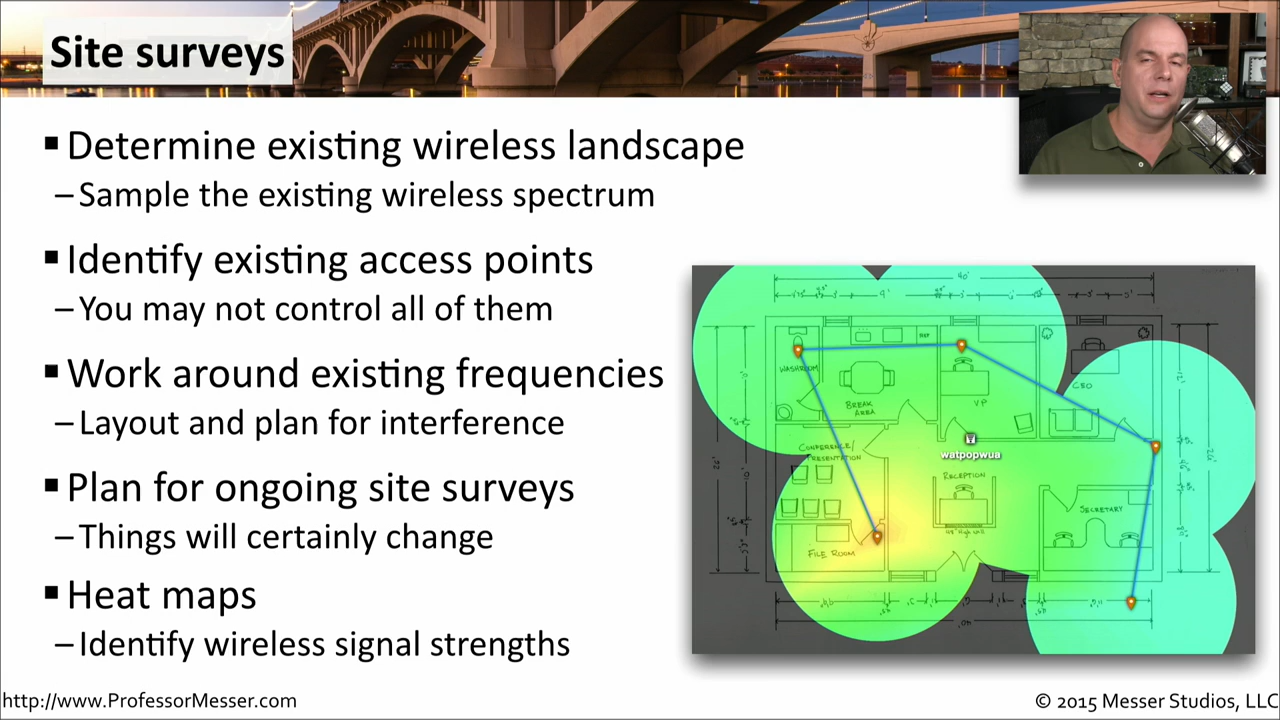 Site surveys
▪ Determine existing wireless landscape
– Sample the existing wireless spectrum
▪ Identify existing access points
– You may not control all of them
▪ Work around existing frequencies
– Layout and plan for interference
▪ Plan for ongoing site surveys
– Things will certainly change
▪ Heat maps
– Identify wireless signal strengths
40'
9'
REF
WASHROOM
BREAK
AREA
VP
CEO
CONFERENCE/
PRESENTATION
watpopwua
RECEPTION
SECRETARY
FILE ROOM
http://www.ProfessorMesser.com
© 2015 Messer Studios, LLC